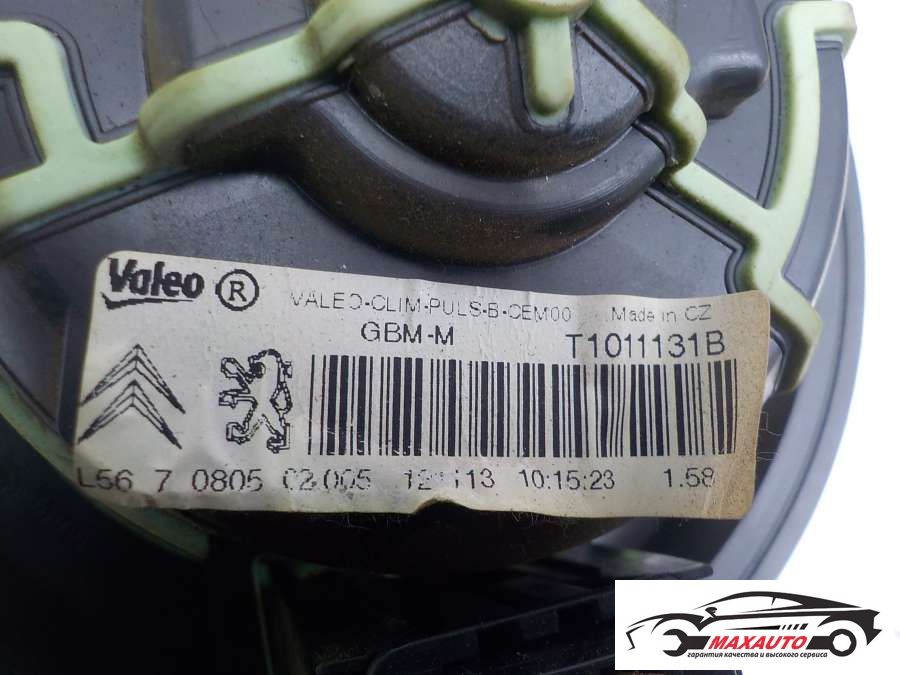 Valeo ® VALEO-CLIM-PULS-B-OEM00 Made in CZ
GBM-M T1011131B
L56 7 0805 02.005 10:15:23 1.58
MAXAUTO
гарантия качества и высокого сервиса